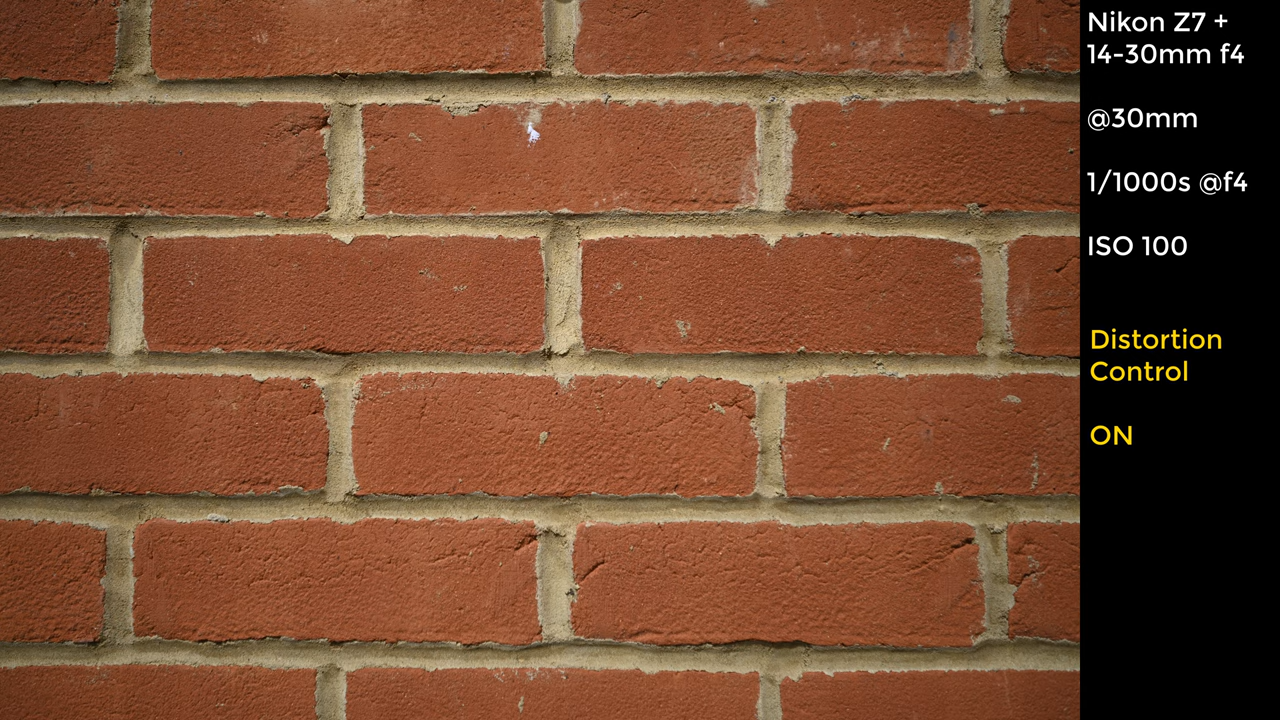 Nikon Z7 +
14-30mm f4
@30mm
1/1000s @f4
ISO 100
Distortion
Control
ON